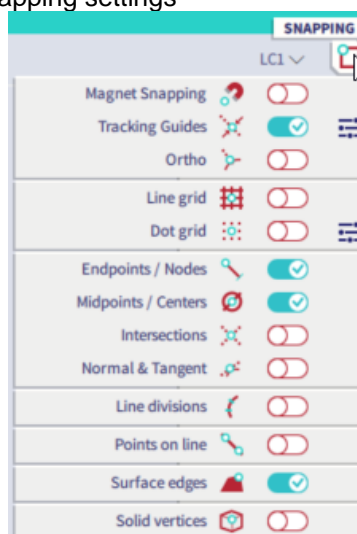 apping settings
SNAPPING
LC1
Magnet Snapping
Tracking Guides
Ortho
Line grid
Dot grid
Endpoints / Nodes
Midpoints / Centers
Intersections
Normal & Tangent
Line divisions
Points on line
Surface edges
Solid vertices